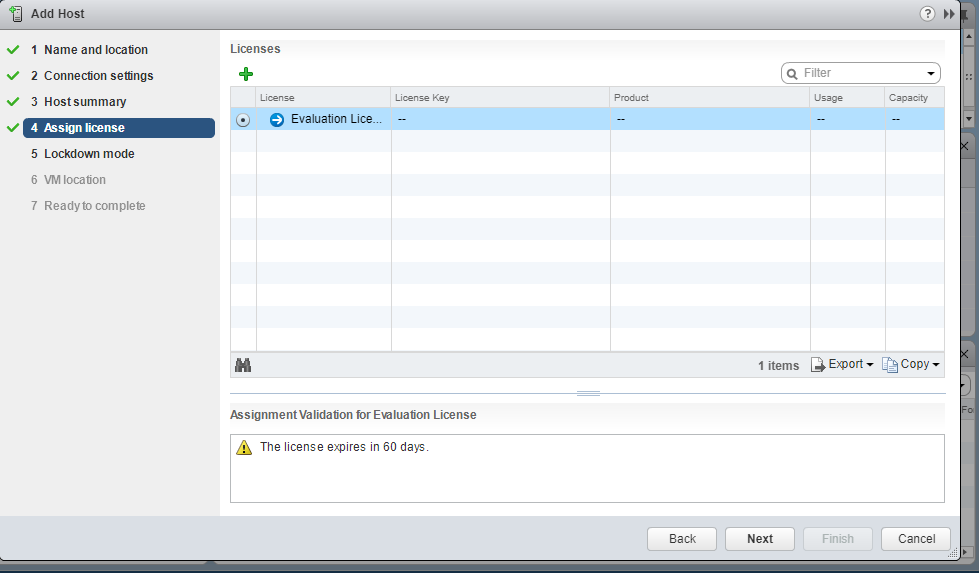 Add Host
?
1 Name and location
2 Connection settings
3 Host summary
4 Assign license
5 Lockdown mode
6 VM location
7 Ready to complete
Licenses
Filter
License License Key Product Usage Capacity
Evaluation Lice... -- -- -- --
1 items Export Copy
Assignment Validation for Evaluation License
The license expires in 60 days.
Back Next Finish Cancel
Fo